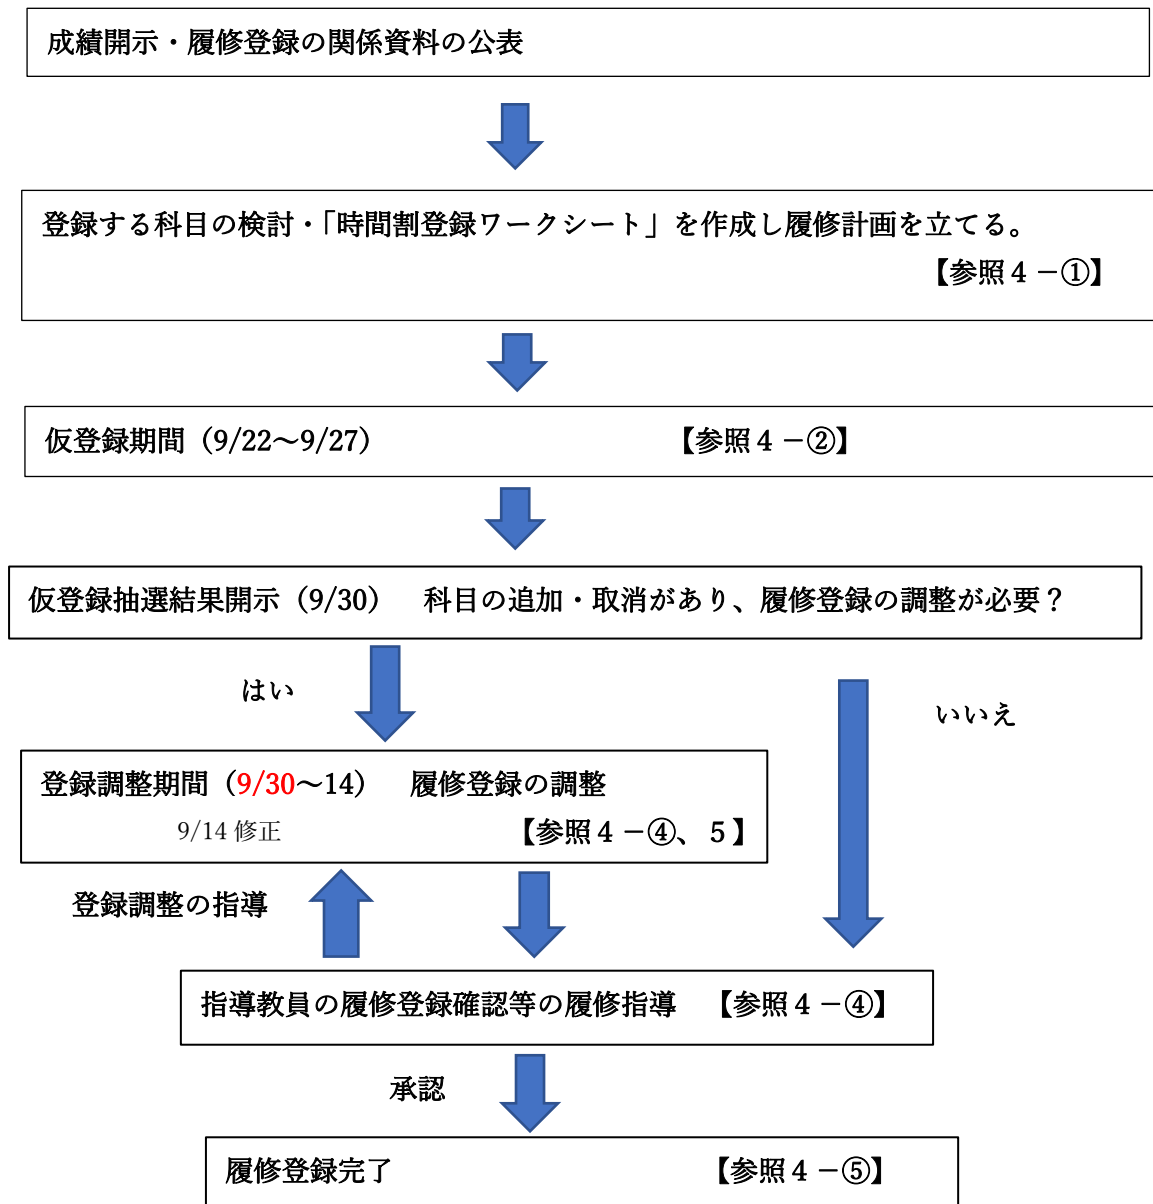 成績開示・履修登録の関係資料の公表
登録する科目の検討・「時間割登録ワークシート」を作成し履修計画を立てる。
【参照４－①】
仮登録期間（9/22～9/27） 【参照４－②】
仮登録抽選結果開示（9/30） 科目の追加・取消があり、履修登録の調整が必要？
はい
いいえ
登録調整期間（9/30～14） 履修登録の調整
9/14 修正 【参照４－④、５】
登録調整の指導
指導教員の履修登録確認等の履修指導 【参照４－④】
承認
履修登録完了 【参照４－⑤】